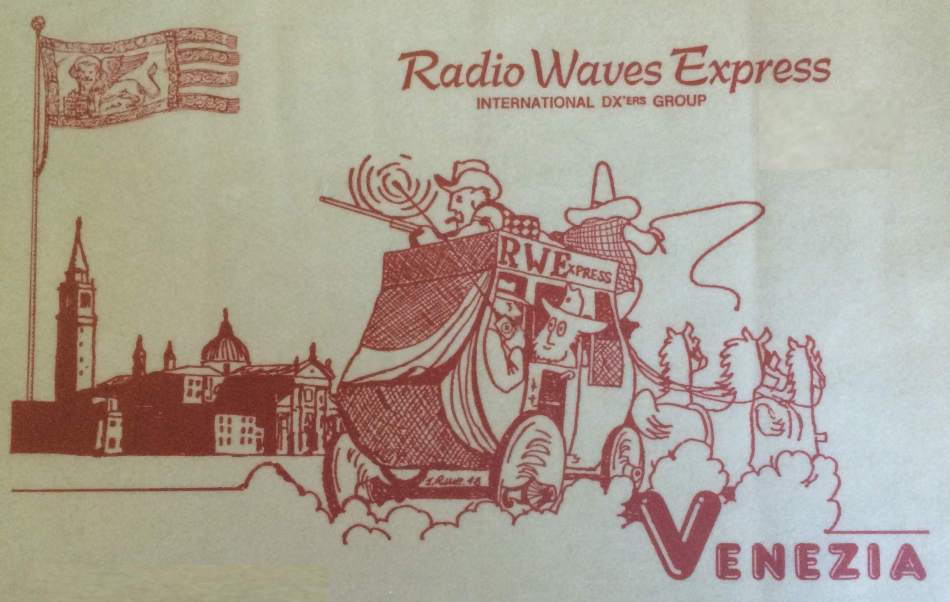 Radio Waves Express
INTERNATIONAL DX'ERS GROUP
RWExPRESS
VENEZIA